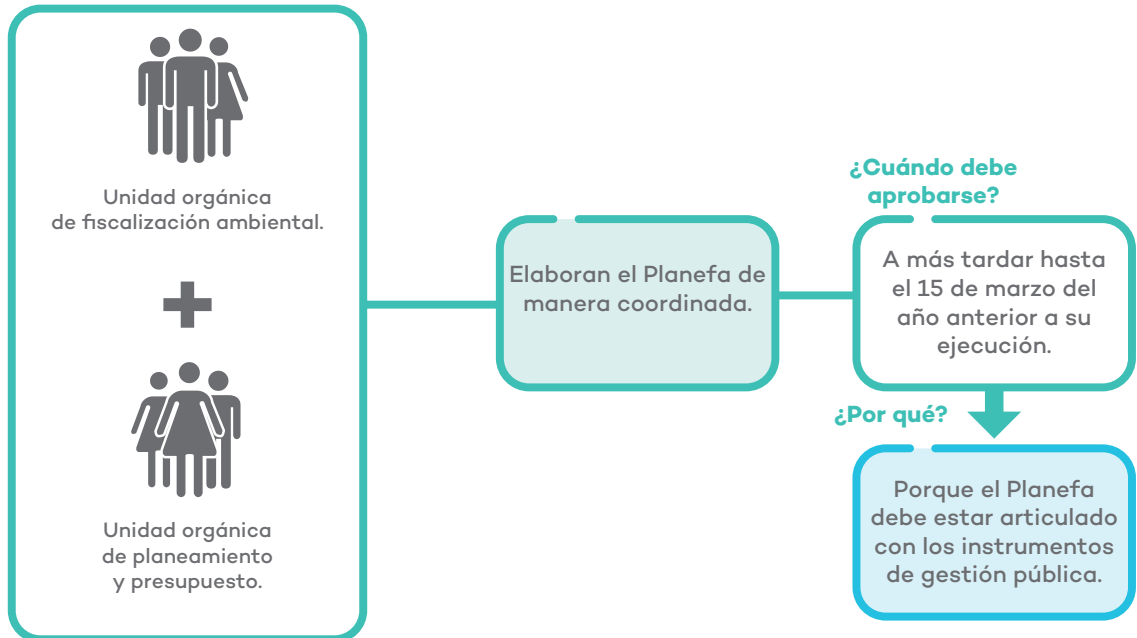 Unidad orgánica
de fiscalización ambiental.
Unidad orgánica
de planeamiento
y presupuesto.
Elaboran el Planefa de
manera coordinada.
¿Cuándo debe
aprobarse?
A más tardar hasta
el 15 de marzo del
año anterior a su
ejecución.
¿Por qué?
Porque el Planefa
debe estar articulado
con los instrumentos
de gestión pública.